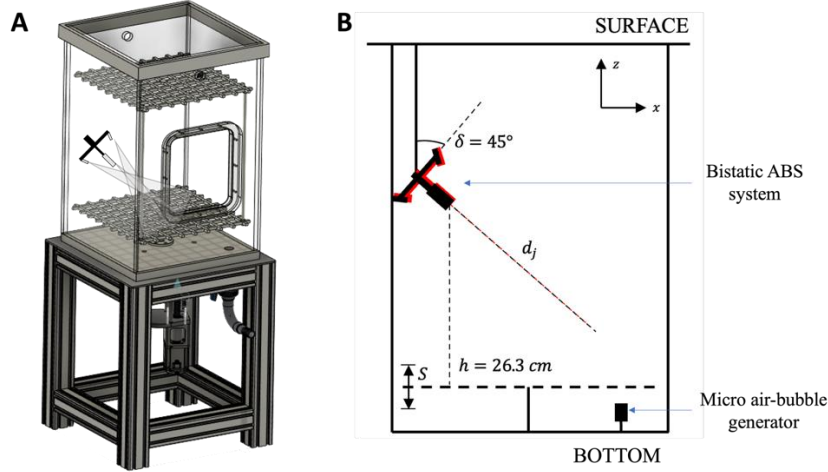 A
B
SURFACE
z
x
δ = 45°
Bistatic ABS
system
d_j
h = 26.3 cm
S
Micro air-bubble
generator
BOTTOM